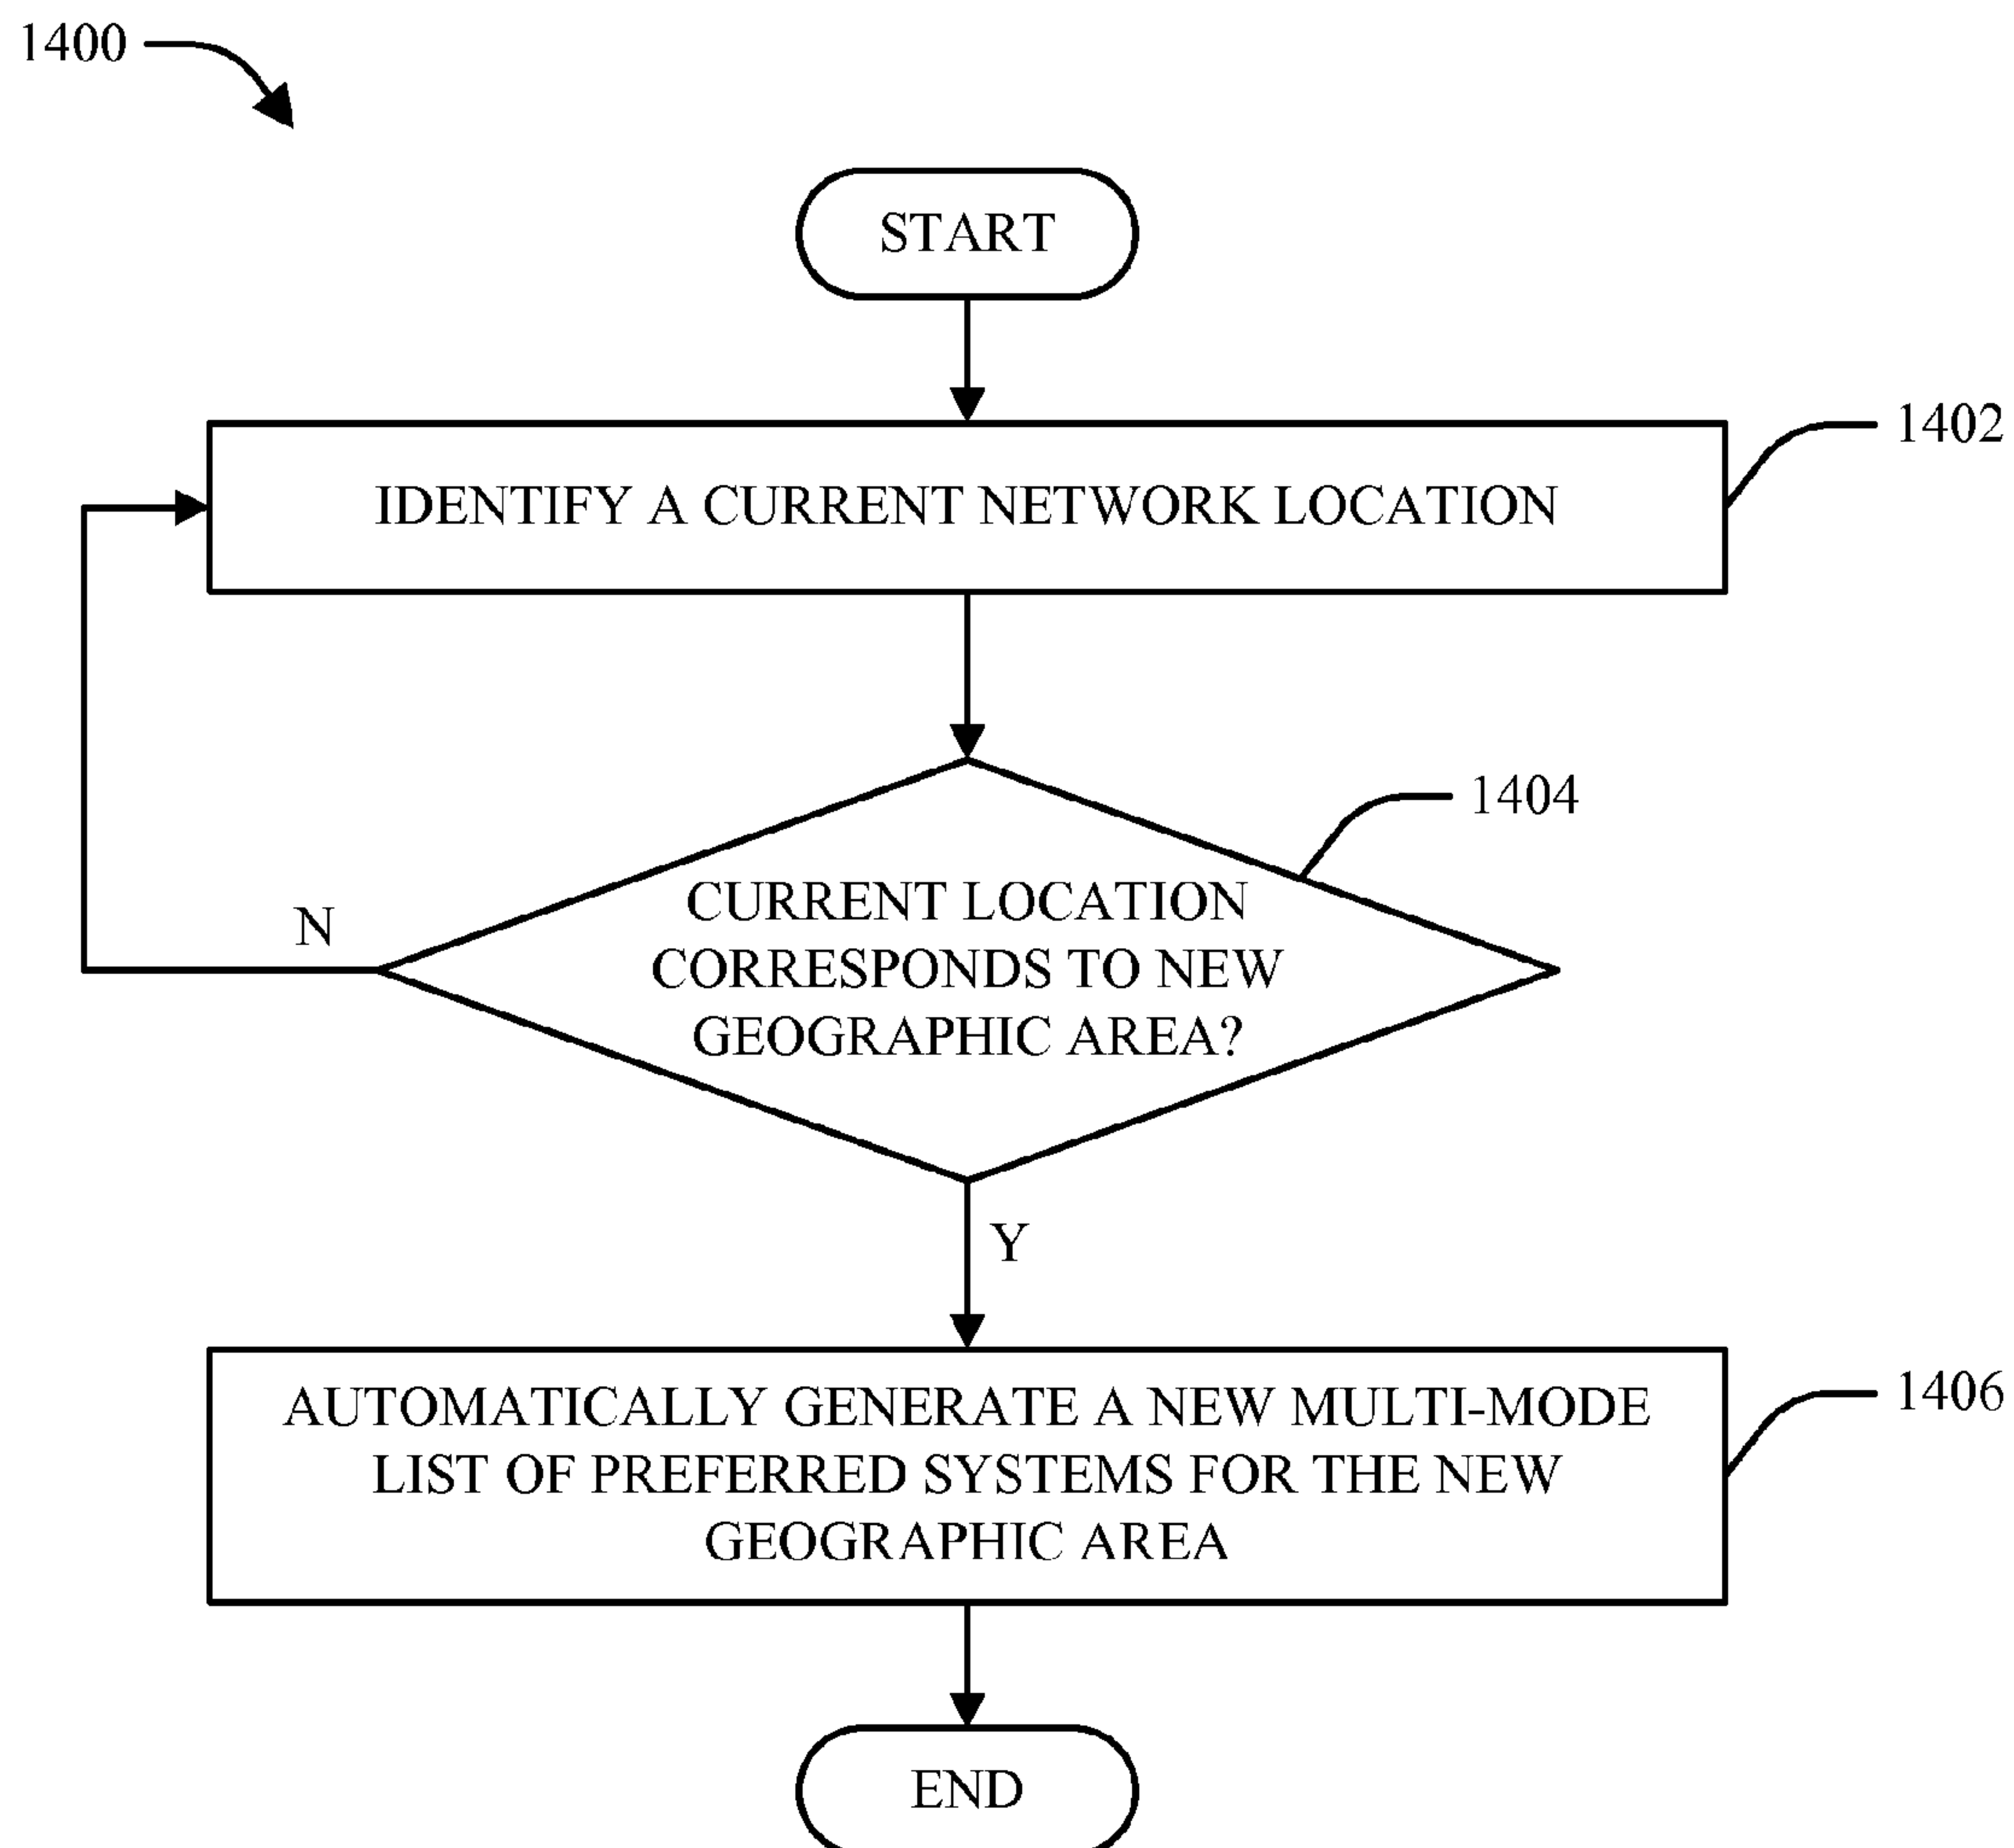 1400
START
1402
IDENTIFY A CURRENT NETWORK LOCATION
1404
CURRENT LOCATION
CORRESPONDS TO NEW
GEOGRAPHIC AREA?
N
Y
1406
AUTOMATICALLY GENERATE A NEW MULTI-MODE
LIST OF PREFERRED SYSTEMS FOR THE NEW
GEOGRAPHIC AREA
END